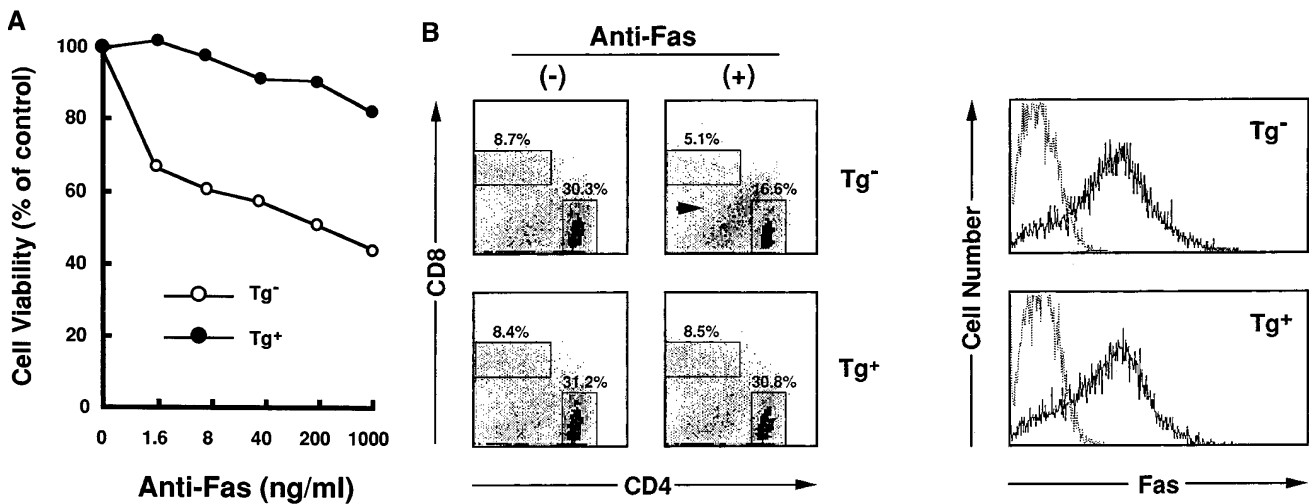 A
100
80
60
40
20
0
Cell Viability (% of control)
Tg-
Tg+
0 1.6 8 40 200 1000
Anti-Fas (ng/ml)
B
Anti-Fas
(-) (+)
8.7% 5.1%
30.3% 16.6%
Tg-
8.4% 8.5%
31.2% 30.8%
Tg+
CD8
CD4
Tg-
Tg+
Cell Number
Fas